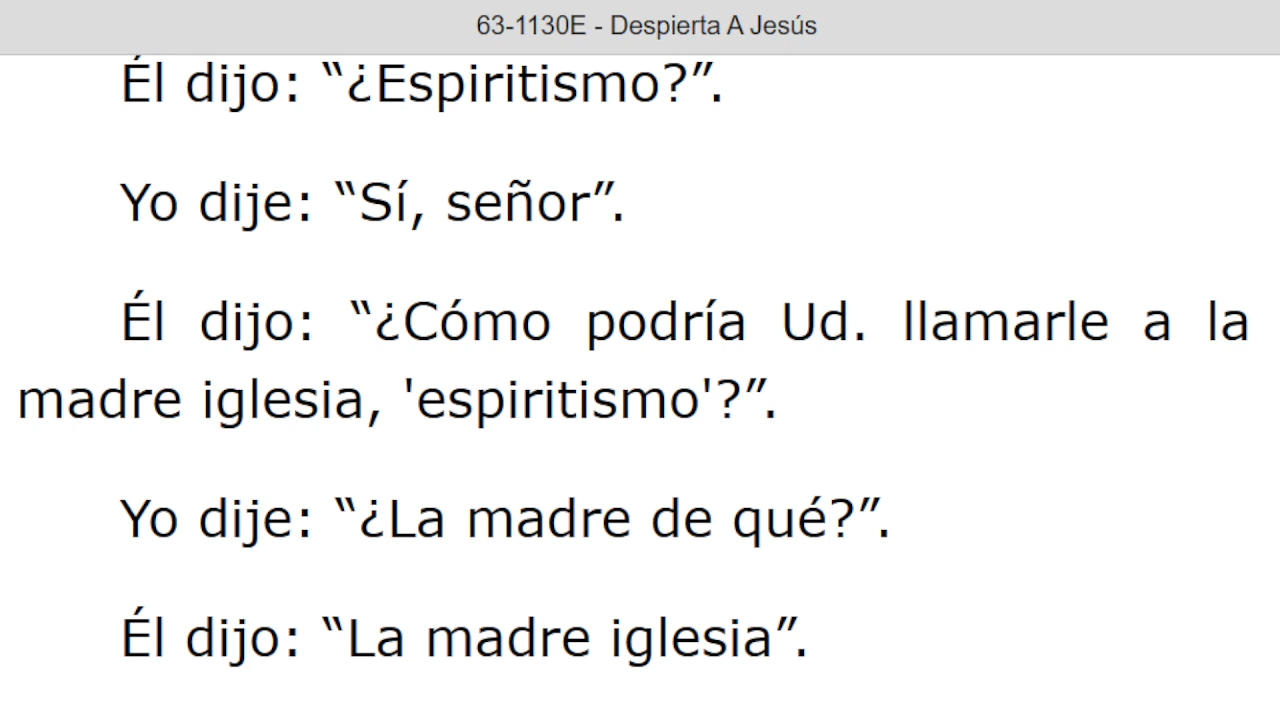 63-1130E - Despierta A Jesús
Él dijo: “¿Espiritismo?”.
Yo dije: “Sí, señor”.
Él dijo: “¿Cómo podría Ud. llamarle a la
madre iglesia, 'espiritismo'?”.
Yo dije: “¿La madre de qué?”.
Él dijo: “La madre iglesia”.